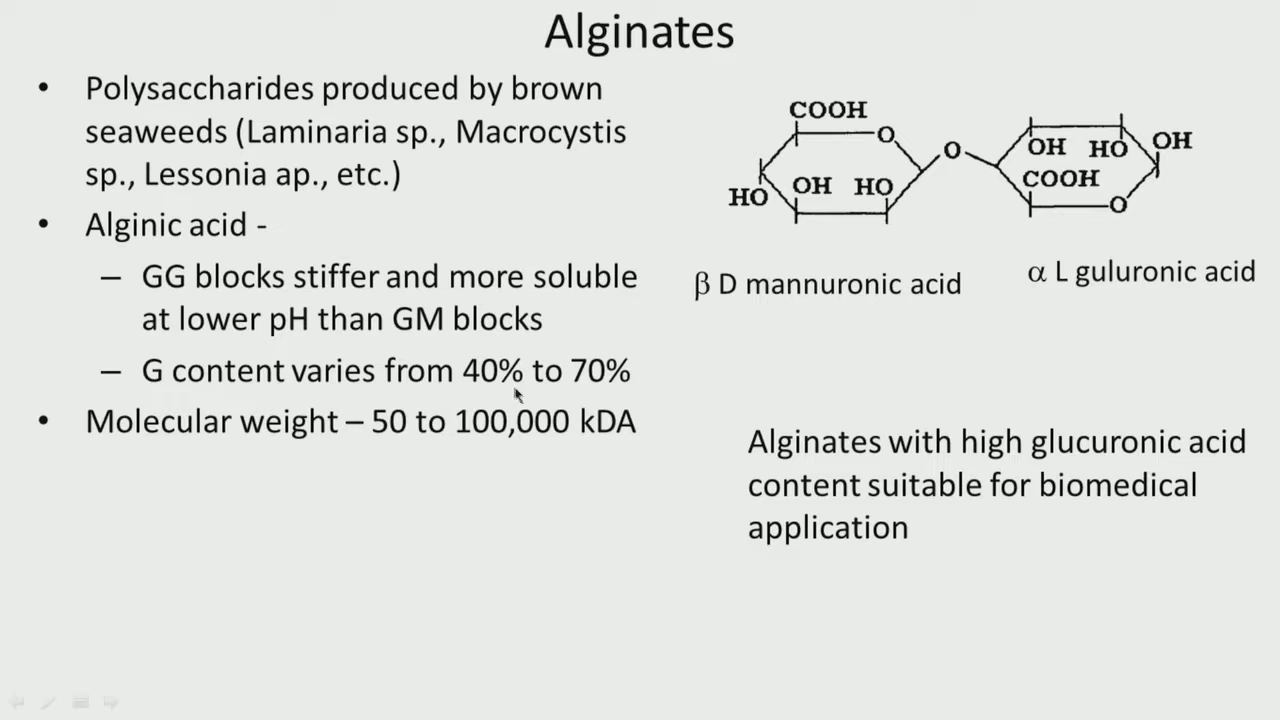 Alginates
• Polysaccharides produced by brown
seaweeds (Laminaria sp., Macrocystis
sp., Lessonia ap., etc.)
• Alginic acid -
– GG blocks stiffer and more soluble
at lower pH than GM blocks
– G content varies from 40% to 70%
• Molecular weight – 50 to 100,000 kDA
COOH
O
HO OH HO
O
OH HO OH
COOH
O
β D mannuronic acid
α L guluronic acid
Alginates with high glucuronic acid
content suitable for biomedical
application